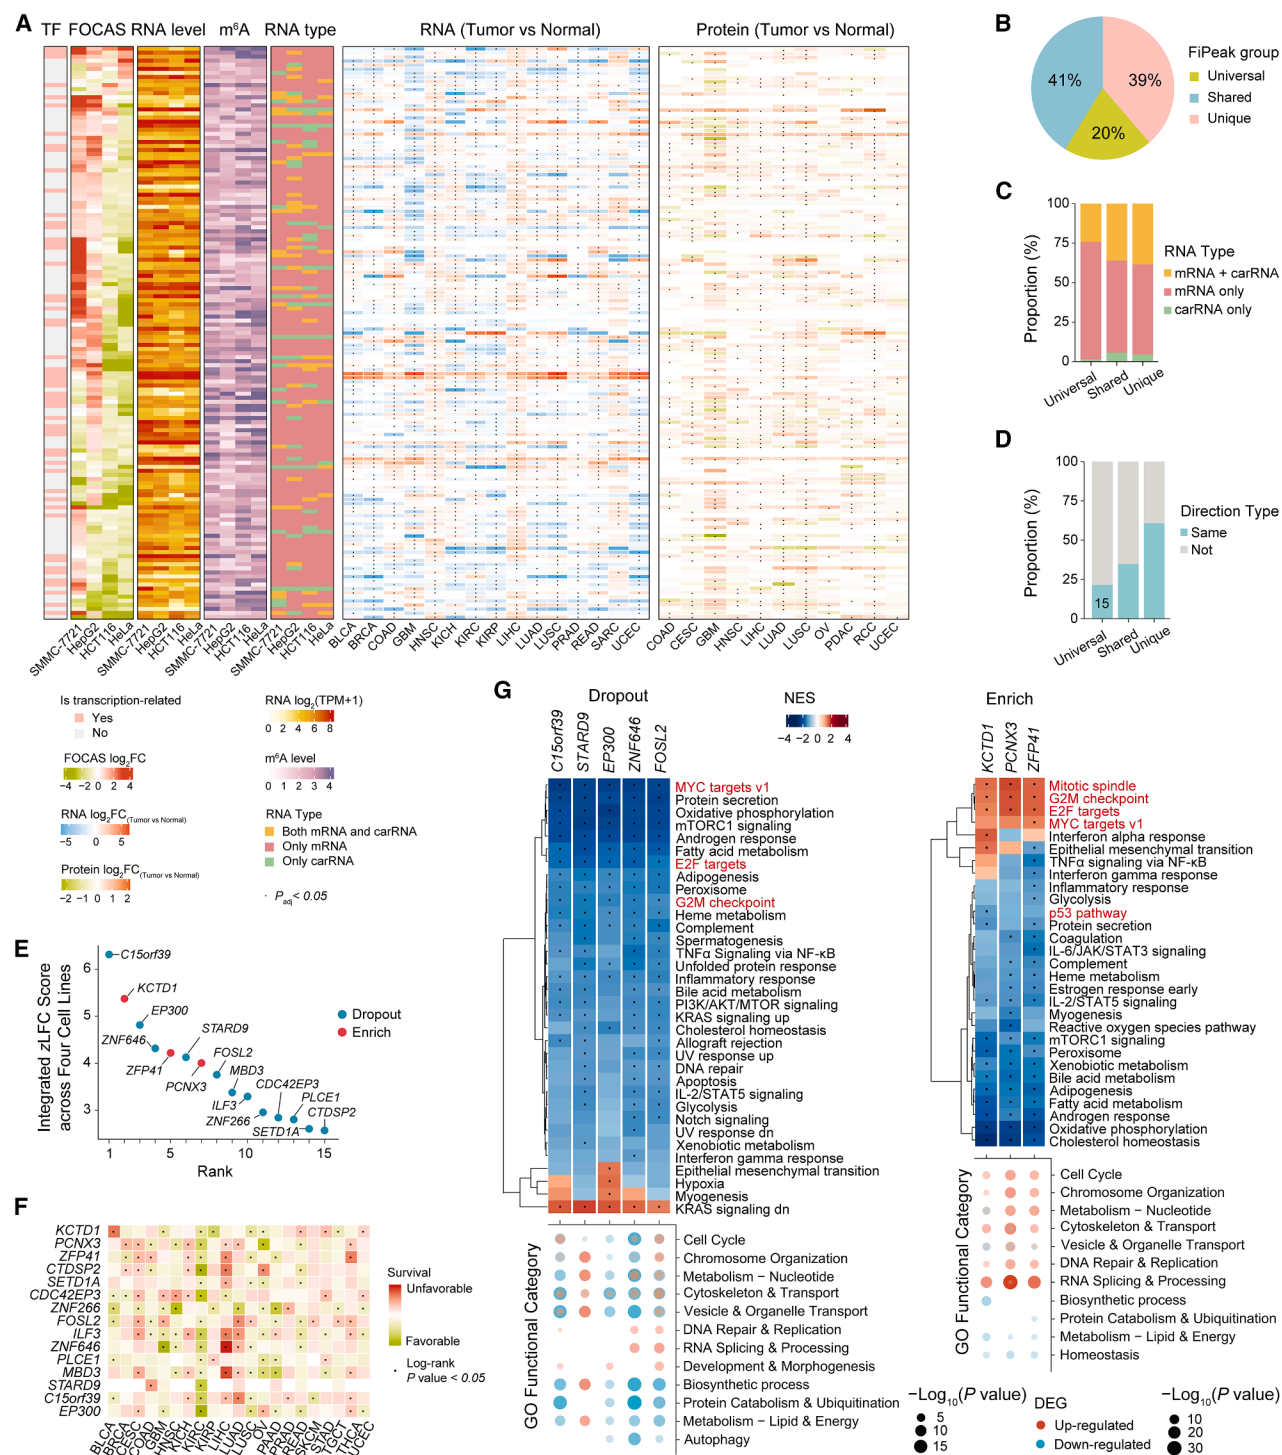 A
TF FOCAS RNA level m⁶A RNA type RNA (Tumor vs Normal) Protein (Tumor vs Normal)
SMMC-7721 HepG2 HCT116 HeLa SMMC-7721 HepG2 HCT116 HeLa SMMC-7721 HepG2 HCT116 HeLa SMMC-7721 HepG2 HCT116 HeLa
BLCA BRCA COAD GBM HNSC KICH KIRC KIRP LIHC LUAD LUSC PRAD READ SARC UCEC
COAD CESC GBM HNSC LIHC LUAD LUSC OV PDAC RCC UCEC
Is transcription-related
Yes
No
FOCAS log₂FC
−4 −2 0 2 4
RNA log₂FC(Tumor vs Normal)
−5 0 5
Protein log₂FC(Tumor vs Normal)
−2 −1 0 1 2
RNA log₂(TPM+1)
0 2 4 6 8
m⁶A level
0 1 2 3 4
RNA Type
Both mRNA and carRNA
Only mRNA
Only carRNA
· Padj < 0.05
B
41%
39%
20%
FiPeak group
Universal
Shared
Unique
C
Proportion (%)
100
75
50
25
0
Universal
Shared
Unique
RNA Type
mRNA + carRNA
mRNA only
carRNA only
D
Proportion (%)
100
75
50
25
0
15
Universal
Shared
Unique
Direction Type
Same
Not
E
Integrated zLFC Score
across Four Cell Lines
6
5
4
3
C15orf39
KCTD1
EP300
ZNF646
ZFP41
STARD9
PCNX3
FOSL2
MBD3
ILF3
ZNF266
CDC42EP3
PLCE1
SETD1A
CTDSP2
1 5 10 15
Rank
Dropout
Enrich
F
KCTD1
PCNX3
ZFP41
CTDSP2
SETD1A
CDC42EP3
ZNF266
FOSL2
ILF3
ZNF646
PLCE1
MBD3
STARD9
C15orf39
EP300
BLCA BRCA CESC COAD GBM HNSC KICH KIRC KIRP LIHC LUAD LUSC OV PAAD PRAD READ SKCM STAD TGCT THCA UCEC
Survival
Unfavorable
Favorable
· Log-rank
P value < 0.05
G
Dropout
C15orf39 STARD9 EP300 ZNF646 FOSL2
NES
−4 −2 0 2 4
MYC targets v1
Protein secretion
Oxidative phosphorylation
mTORC1 signaling
Androgen response
Fatty acid metabolism
E2F targets
Adipogenesis
Peroxisome
G2M checkpoint
Heme metabolism
Complement
Spermatogenesis
TNFα Signaling via NF-κB
Unfolded protein response
Inflammatory response
Bile acid metabolism
PI3K/AKT/MTOR signaling
KRAS signaling up
Cholesterol homeostasis
Allograft rejection
UV response up
DNA repair
Apoptosis
IL-2/STAT5 signaling
Glycolysis
Notch signaling
UV response dn
Xenobiotic metabolism
Interferon gamma response
Epithelial mesenchymal transition
Hypoxia
Myogenesis
KRAS signaling dn
GO Functional Category
Cell Cycle
Chromosome Organization
Metabolism − Nucleotide
Cytoskeleton & Transport
Vesicle & Organelle Transport
DNA Repair & Replication
RNA Splicing & Processing
Development & Morphogenesis
Biosynthetic process
Protein Catabolism & Ubiquitination
Metabolism − Lipid & Energy
Autophagy
Enrich
KCTD1 PCNX3 ZFP41
Mitotic spindle
G2M checkpoint
E2F targets
MYC targets v1
Interferon alpha response
Epithelial mesenchymal transition
TNFα signaling via NF-κB
Interferon gamma response
Inflammatory response
Glycolysis
p53 pathway
Protein secretion
Coagulation
IL-6/JAK/STAT3 signaling
Complement
Heme metabolism
Estrogen response early
IL-2/STAT5 signaling
Myogenesis
Reactive oxygen species pathway
mTORC1 signaling
Peroxisome
Xenobiotic metabolism
Bile acid metabolism
Adipogenesis
Fatty acid metabolism
Androgen response
Oxidative phosphorylation
Cholesterol homeostasis
GO Functional Category
Cell Cycle
Chromosome Organization
Metabolism − Nucleotide
Cytoskeleton & Transport
Vesicle & Organelle Transport
DNA Repair & Replication
RNA Splicing & Processing
Biosynthetic process
Protein Catabolism & Ubiquitination
Metabolism − Lipid & Energy
Homeostasis
−Log₁₀(P value)
5
10
15
DEG
Up-regulated
Down-regulated
−Log₁₀(P value)
10
20
30